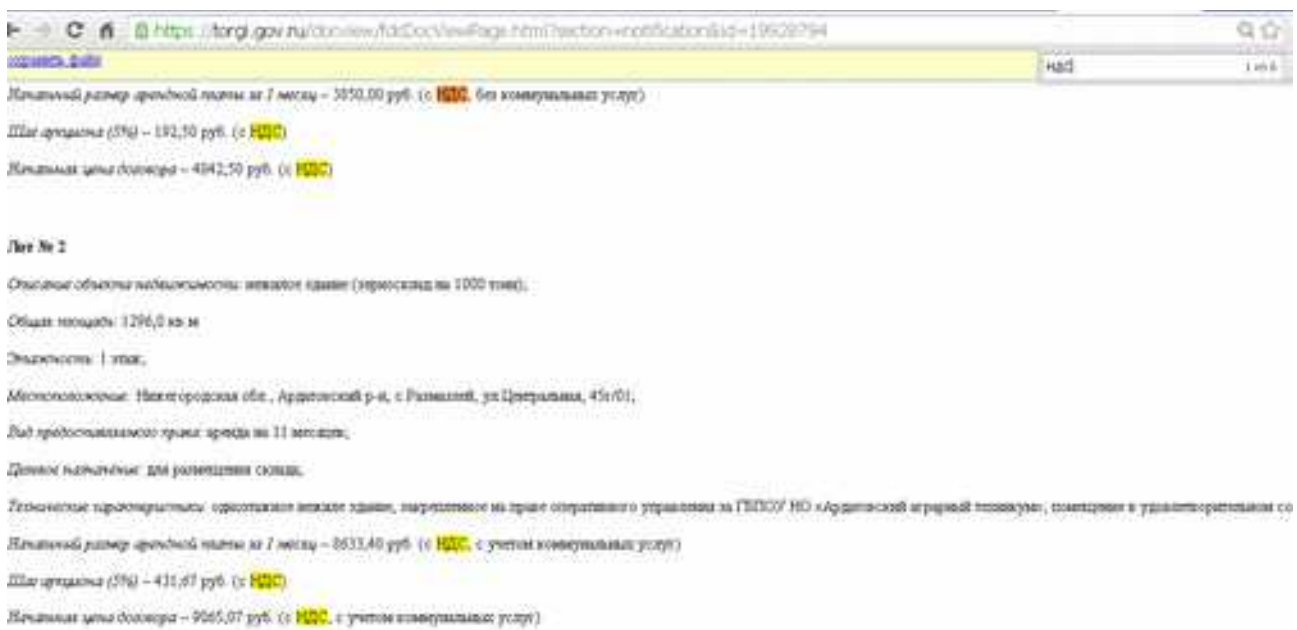 https://torgi.gov.ru/docview/fdcDocViewPage.html?section=notification&id=19928794
сохранить файл
ндс
Начальный размер арендной платы за 1 месяц – 3850,00 руб. (с НДС, без коммунальных услуг)
Шаг аукциона (5%) – 192,50 руб. (с НДС)
Начальная цена договора – 4042,50 руб. (с НДС)
Лот № 2
Описание объекта недвижимости: нежилое здание (зерносклад на 1000 тонн),
Общая площадь: 1296,0 кв м
Этажность: 1 этаж,
Местоположение: Нижегородская обл., Ардатовский р-н, с Размазлей, ул Центральная,
Вид предоставляемого права: аренда на 11 месяцев,
Целевое назначение: для размещения склада,
Технические характеристики: одноэтажное нежилое здание, закрепленное на праве оперативного управления за ГБПОУ НО «Ардатовский аграрный техникум», помещение в удовлетворительном со
Начальный размер арендной платы за 1 месяц – 8633,40 руб. (с НДС, с учетом коммунальных услуг)
Шаг аукциона (5%) – 431,67 руб. (с НДС)
Начальная цена договора – 9065,07 руб. (с НДС, с учетом коммунальных услуг)